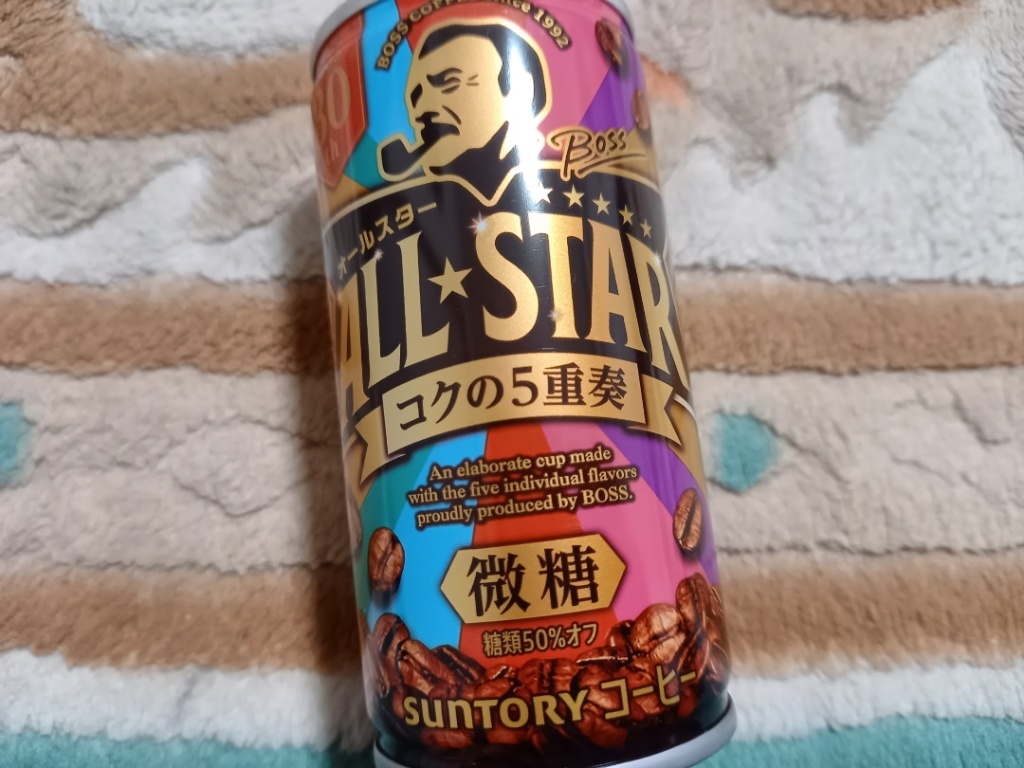 BOSS COFFEE since 1992
30
BOSS
オールスター
ALL★STARS
コクの5重奏
An elaborate cup made
with the five individual flavors
proudly produced by BOSS.
微糖
糖類50%オフ
SUNTORY コーヒー